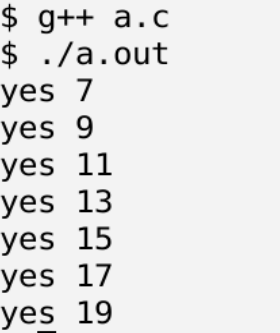 $ g++ a.c
$ ./a.out
yes 7
yes 9
yes 11
yes 13
yes 15
yes 17
yes 19